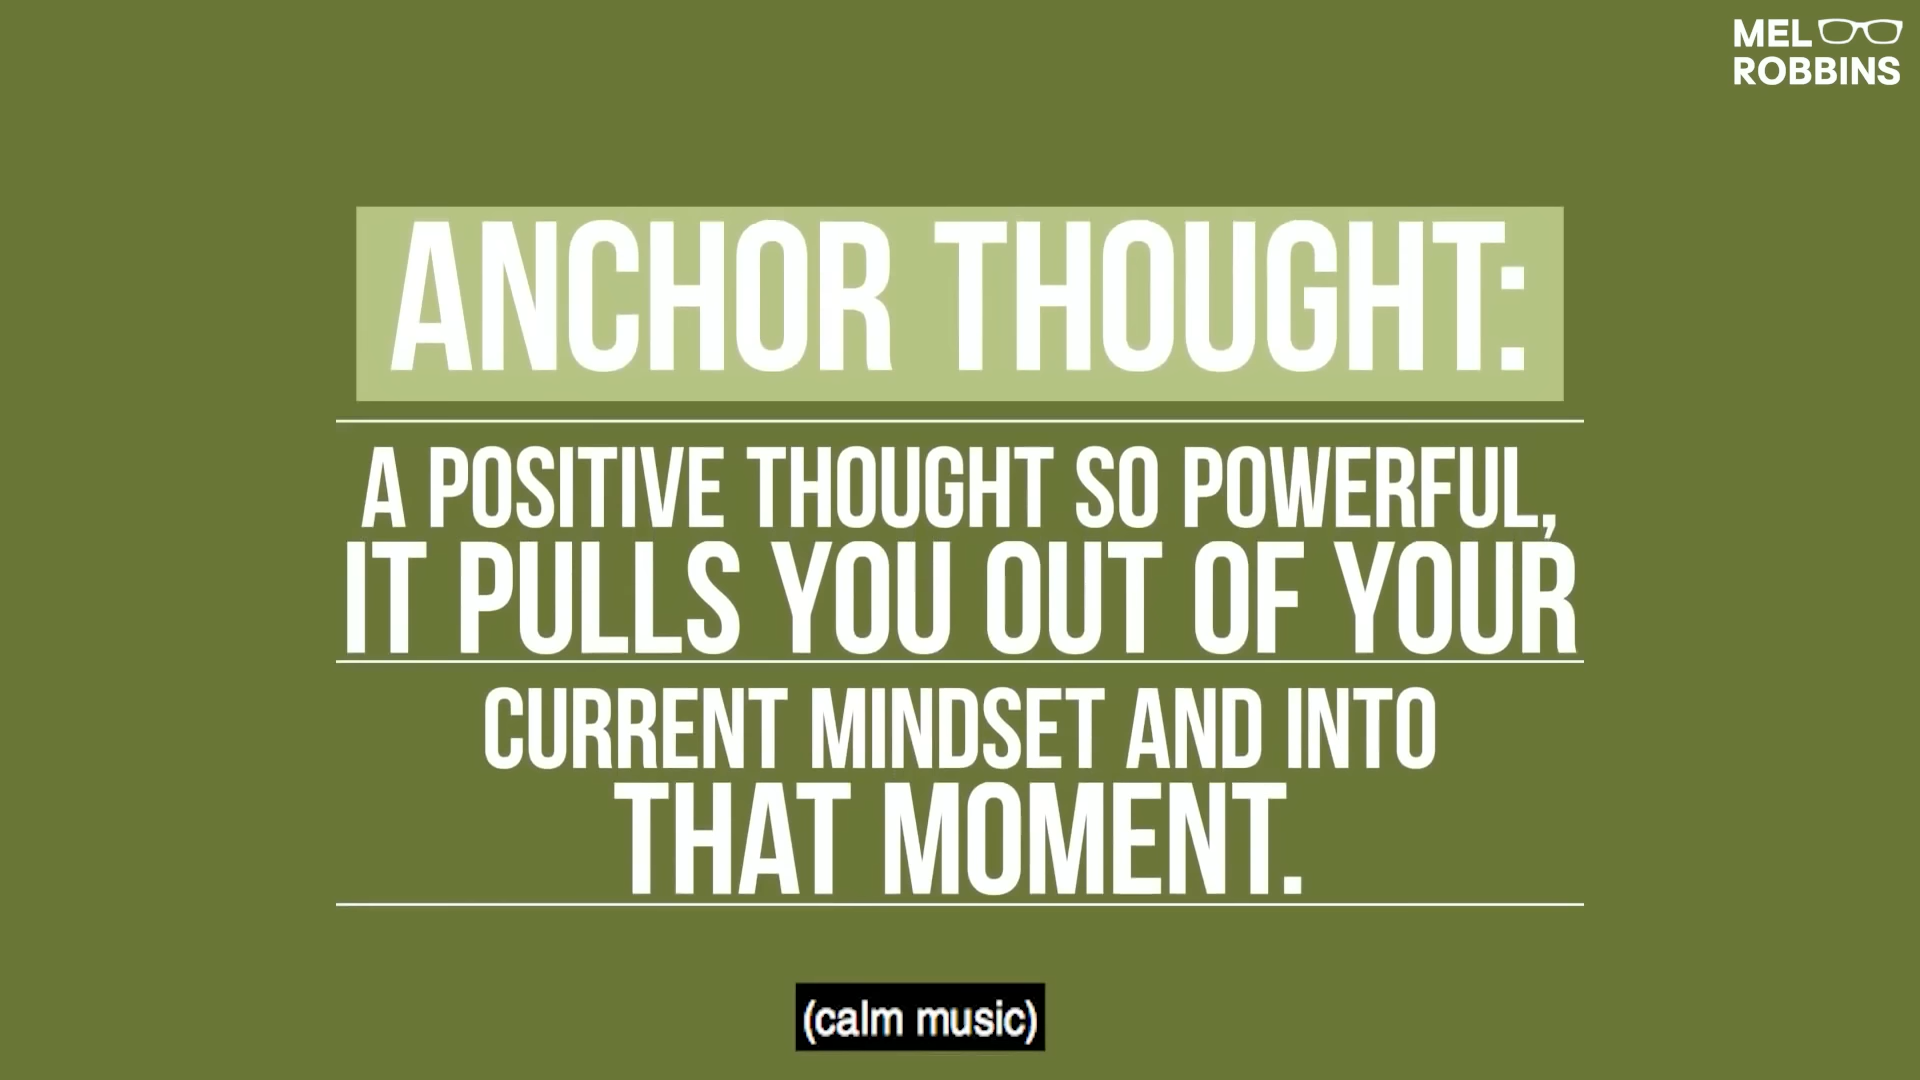 MEL
ROBBINS
ANCHOR THOUGHT:
A POSITIVE THOUGHT SO POWERFUL,
IT PULLS YOU OUT OF YOUR
CURRENT MINDSET AND INTO
THAT MOMENT.
(calm music)